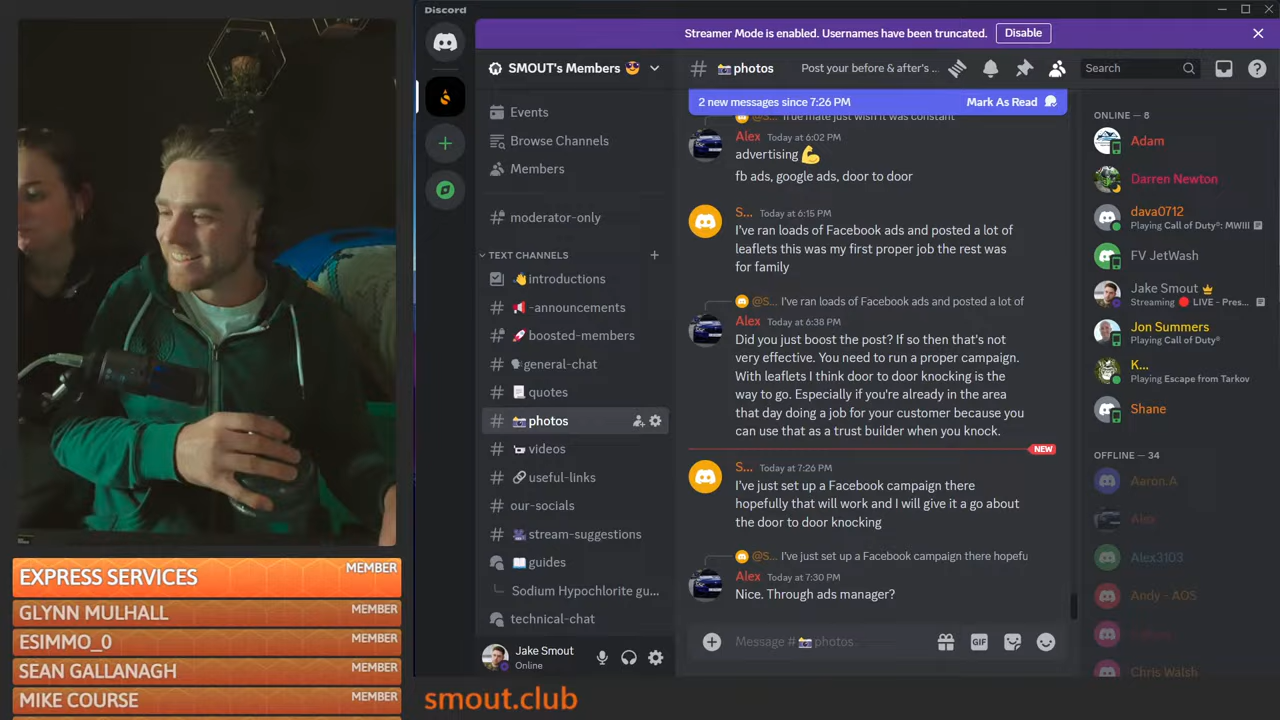 Discord
Streamer Mode is enabled. Usernames have been truncated.
Disable
SMOUT's Members
photos
Post your before & after's ..
Search
2 new messages since 7:26 PM
Mark As Read
Events
Browse Channels
Members
moderator-only
TEXT CHANNELS
introductions
-announcements
boosted-members
general-chat
quotes
photos
videos
useful-links
our-socials
stream-suggestions
guides
Sodium Hypochlorite gu...
technical-chat
Jake Smout
Online
@S... True mate just wish it was constant
Alex Today at 6:02 PM
advertising
fb ads, google ads, door to door
S... Today at 6:15 PM
I've ran loads of Facebook ads and posted a lot of
leaflets this was my first proper job the rest was
for family
@S... I've ran loads of Facebook ads and posted a lot of
Alex Today at 6:38 PM
Did you just boost the post? If so then that's not
very effective. You need to run a proper campaign.
With leaflets I think door to door knocking is the
way to go. Especially if you're already in the area
that day doing a job for your customer because you
can use that as a trust builder when you knock.
NEW
S... Today at 7:26 PM
I've just set up a Facebook campaign there
hopefully that will work and I will give it a go about
the door to door knocking
@S... I've just set up a Facebook campaign there hopefu
Alex Today at 7:30 PM
Nice. Through ads manager?
Message # photos
GIF
ONLINE — 8
Adam
Darren Newton
dava0712
Playing Call of Duty®: MWIII
FV JetWash
Jake Smout
Streaming LIVE - Pres...
Jon Summers
Playing Call of Duty®
K...
Playing Escape from Tarkov
Shane
OFFLINE — 34
Aaron.A
Alex
Alex3103
Andy - AOS
Chris Walsh
EXPRESS SERVICES MEMBER
GLYNN MULHALL MEMBER
ESIMMO_0 MEMBER
SEAN GALLANAGH MEMBER
MIKE COURSE MEMBER
smout.club